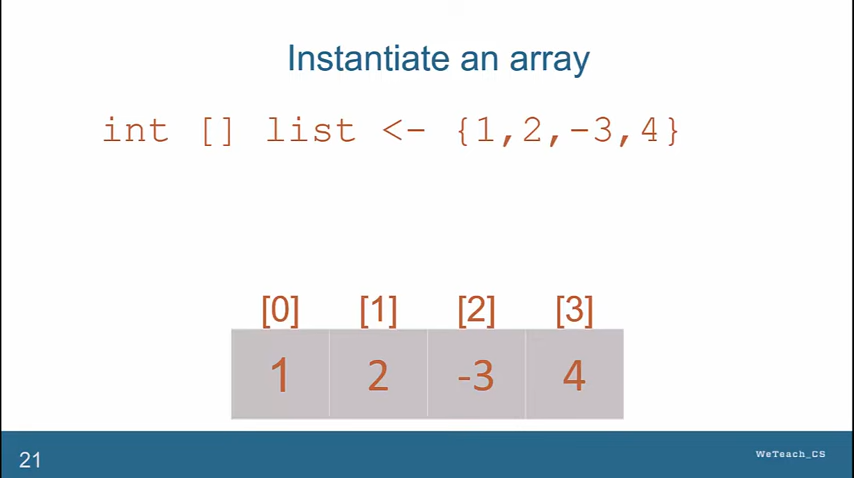 Instantiate an array
int [] list <- {1,2,-3,4}
[0] [1] [2] [3]
1 2 -3 4
21
WeTeach_CS